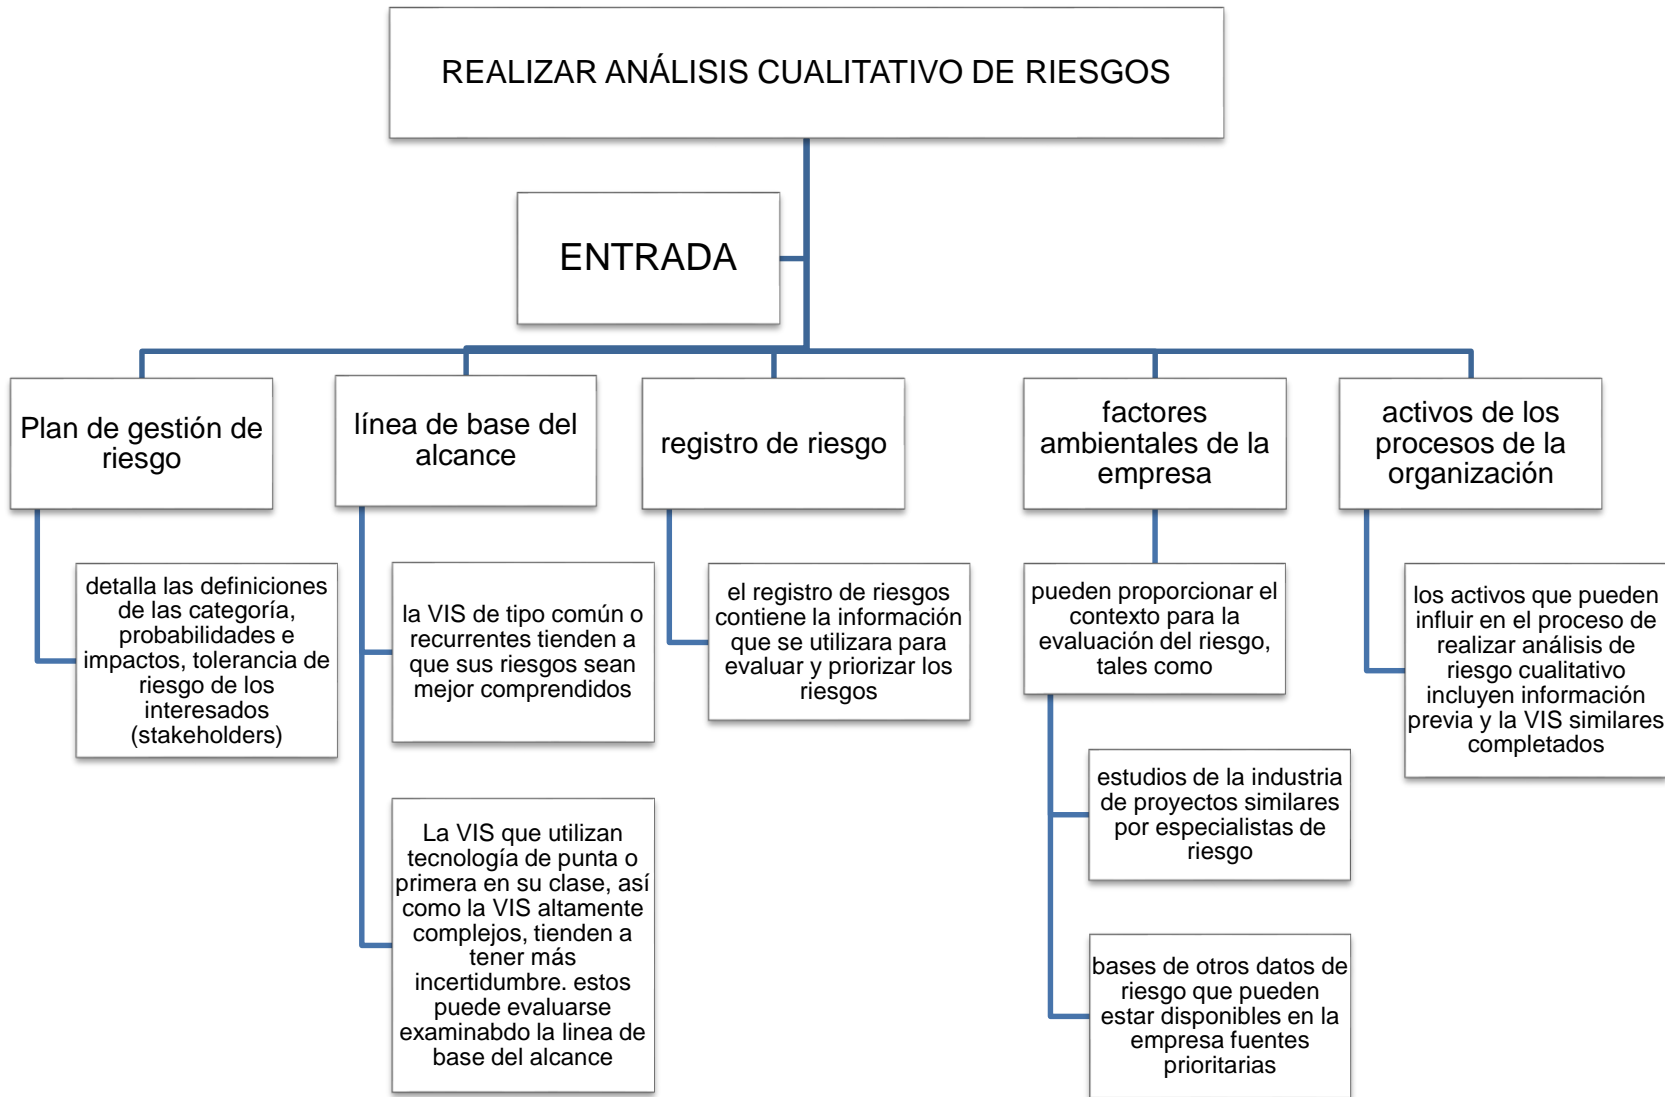 REALIZAR ANÁLISIS CUALITATIVO DE RIESGOS
ENTRADA
Plan de gestión de
riesgo
detalla las definiciones
de las categoría,
probabilidades e
impactos, tolerancia de
riesgo de los
interesados
(stakeholders)
línea de base del
alcance
la VIS de tipo común o
recurrentes tienden a
que sus riesgos sean
mejor comprendidos
La VIS que utilizan
tecnología de punta o
primera en su clase, así
como la VIS altamente
complejos, tienden a
tener más
incertidumbre. estos
puede evaluarse
examinabdo la linea de
base del alcance
registro de riesgo
el registro de riesgos
contiene la información
que se utilizara para
evaluar y priorizar los
riesgos
factores
ambientales de la
empresa
pueden proporcionar el
contexto para la
evaluación del riesgo,
tales como
estudios de la industria
de proyectos similares
por especialistas de
riesgo
bases de otros datos de
riesgo que pueden
estar disponibles en la
empresa fuentes
prioritarias
activos de los
procesos de la
organización
los activos que pueden
influir en el proceso de
realizar análisis de
riesgo cualitativo
incluyen información
previa y la VIS similares
completados